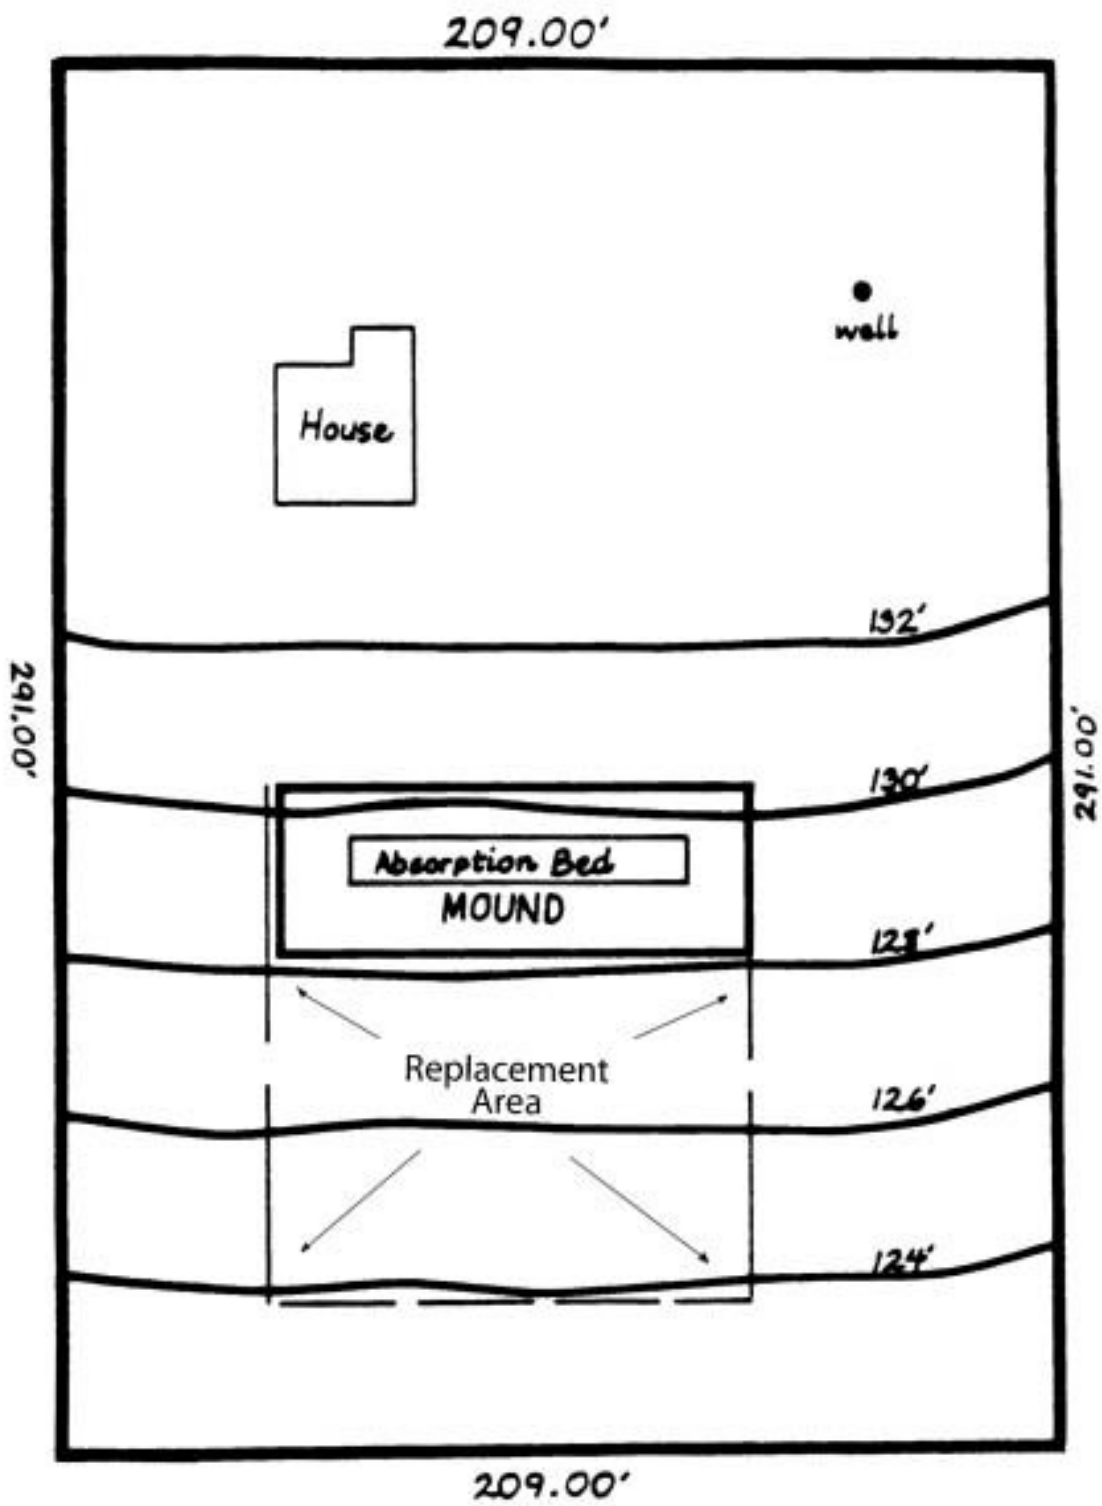 209.00'
well
House
132'
291.00'
130'
291.00'
Absorption Bed
MOUND
128'
Replacement
Area
126'
124'
209.00'